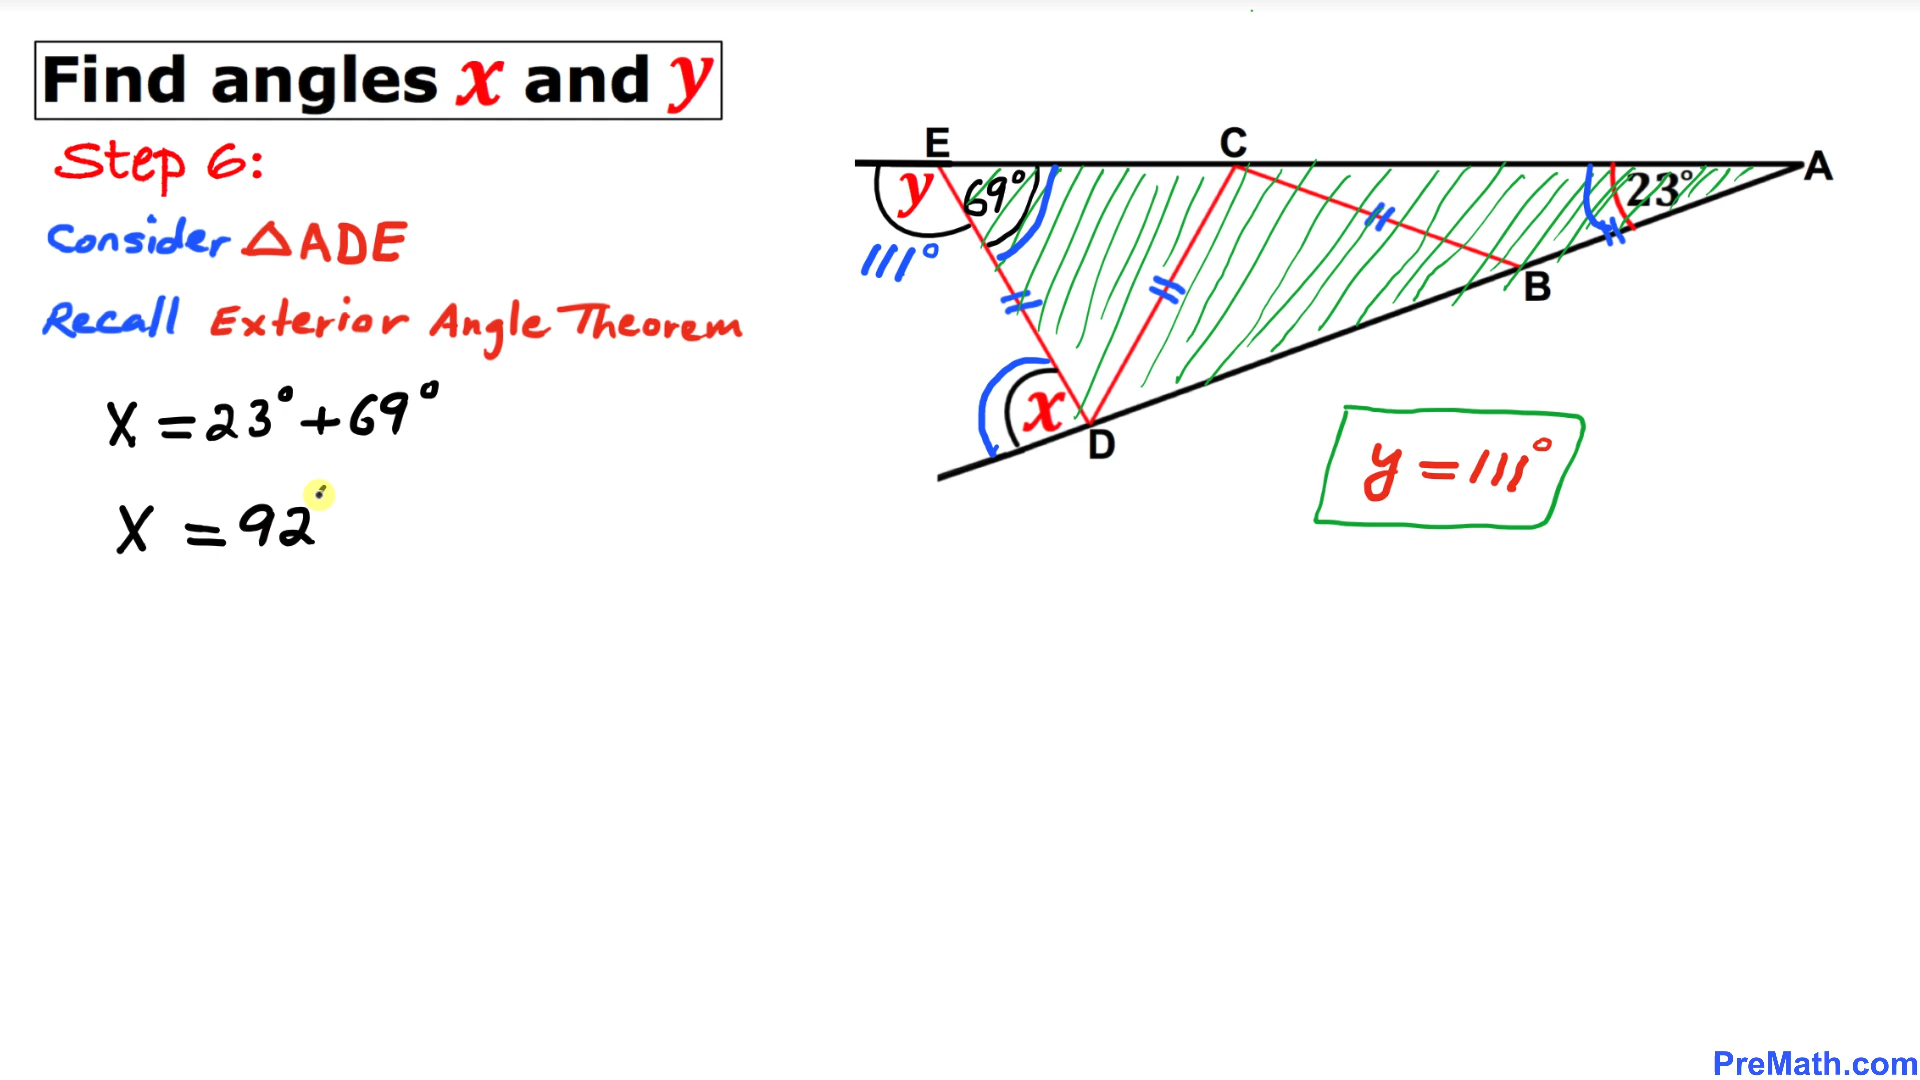 Find angles x and y
Step 6:
Consider △ADE
Recall Exterior Angle Theorem
x = 23° + 69°
x = 92°
E
C
A
y
69°
23°
111°
B
x
D
y = 111°
PreMath.com